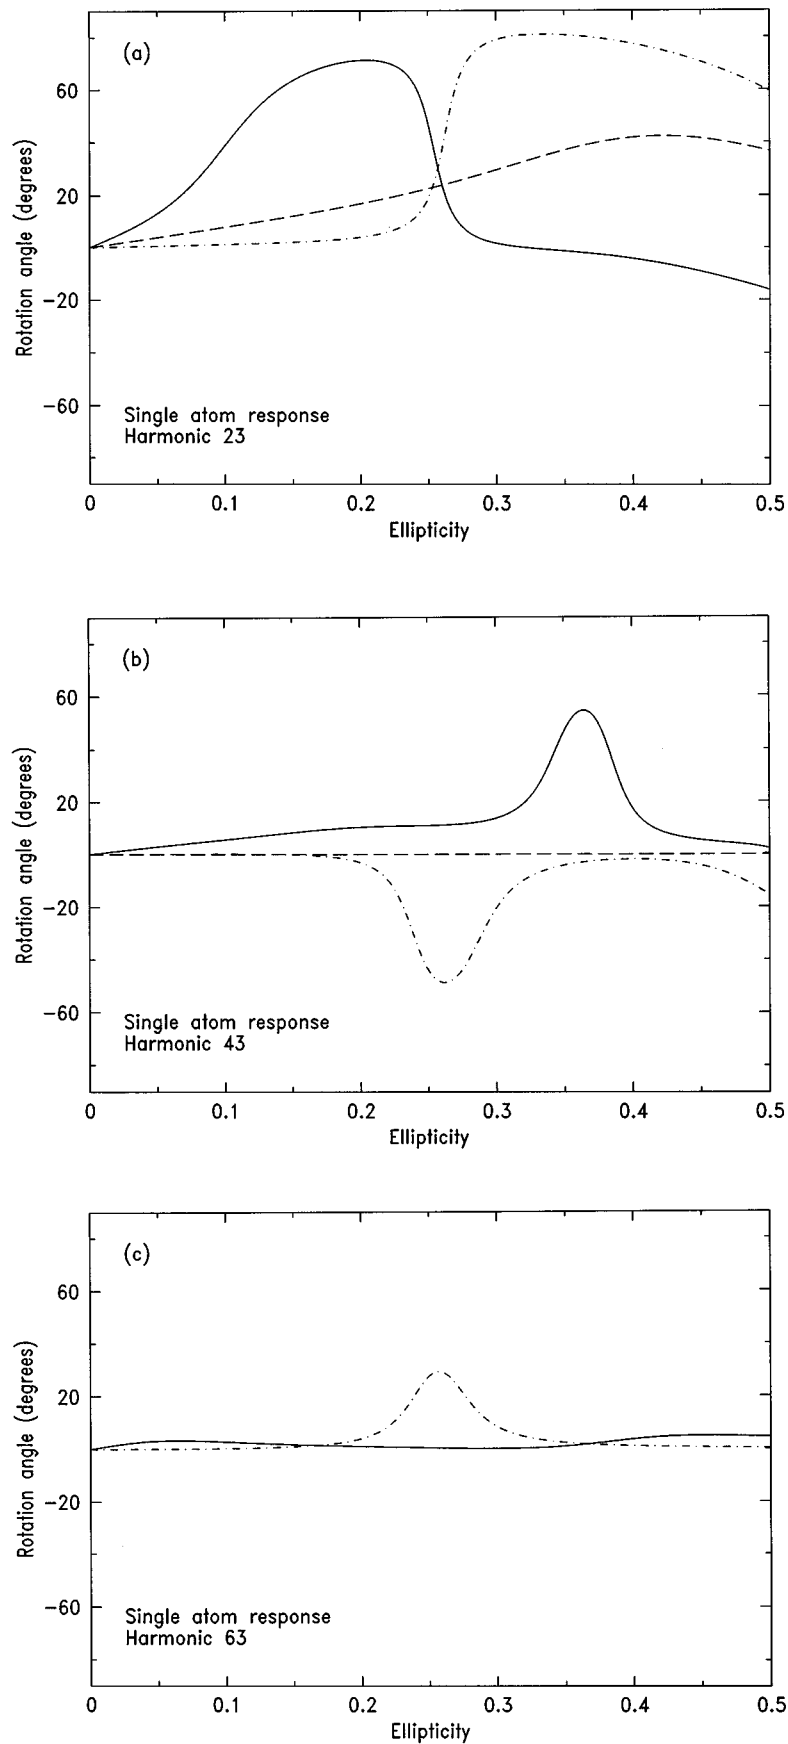 (a)
60
20
−20
−60
Rotation angle (degrees)
Single atom response
Harmonic 23
0 0.1 0.2 0.3 0.4 0.5
Ellipticity
(b)
60
20
−20
−60
Rotation angle (degrees)
Single atom response
Harmonic 43
0 0.1 0.2 0.3 0.4 0.5
Ellipticity
(c)
60
20
−20
−60
Rotation angle (degrees)
Single atom response
Harmonic 63
0 0.1 0.2 0.3 0.4 0.5
Ellipticity